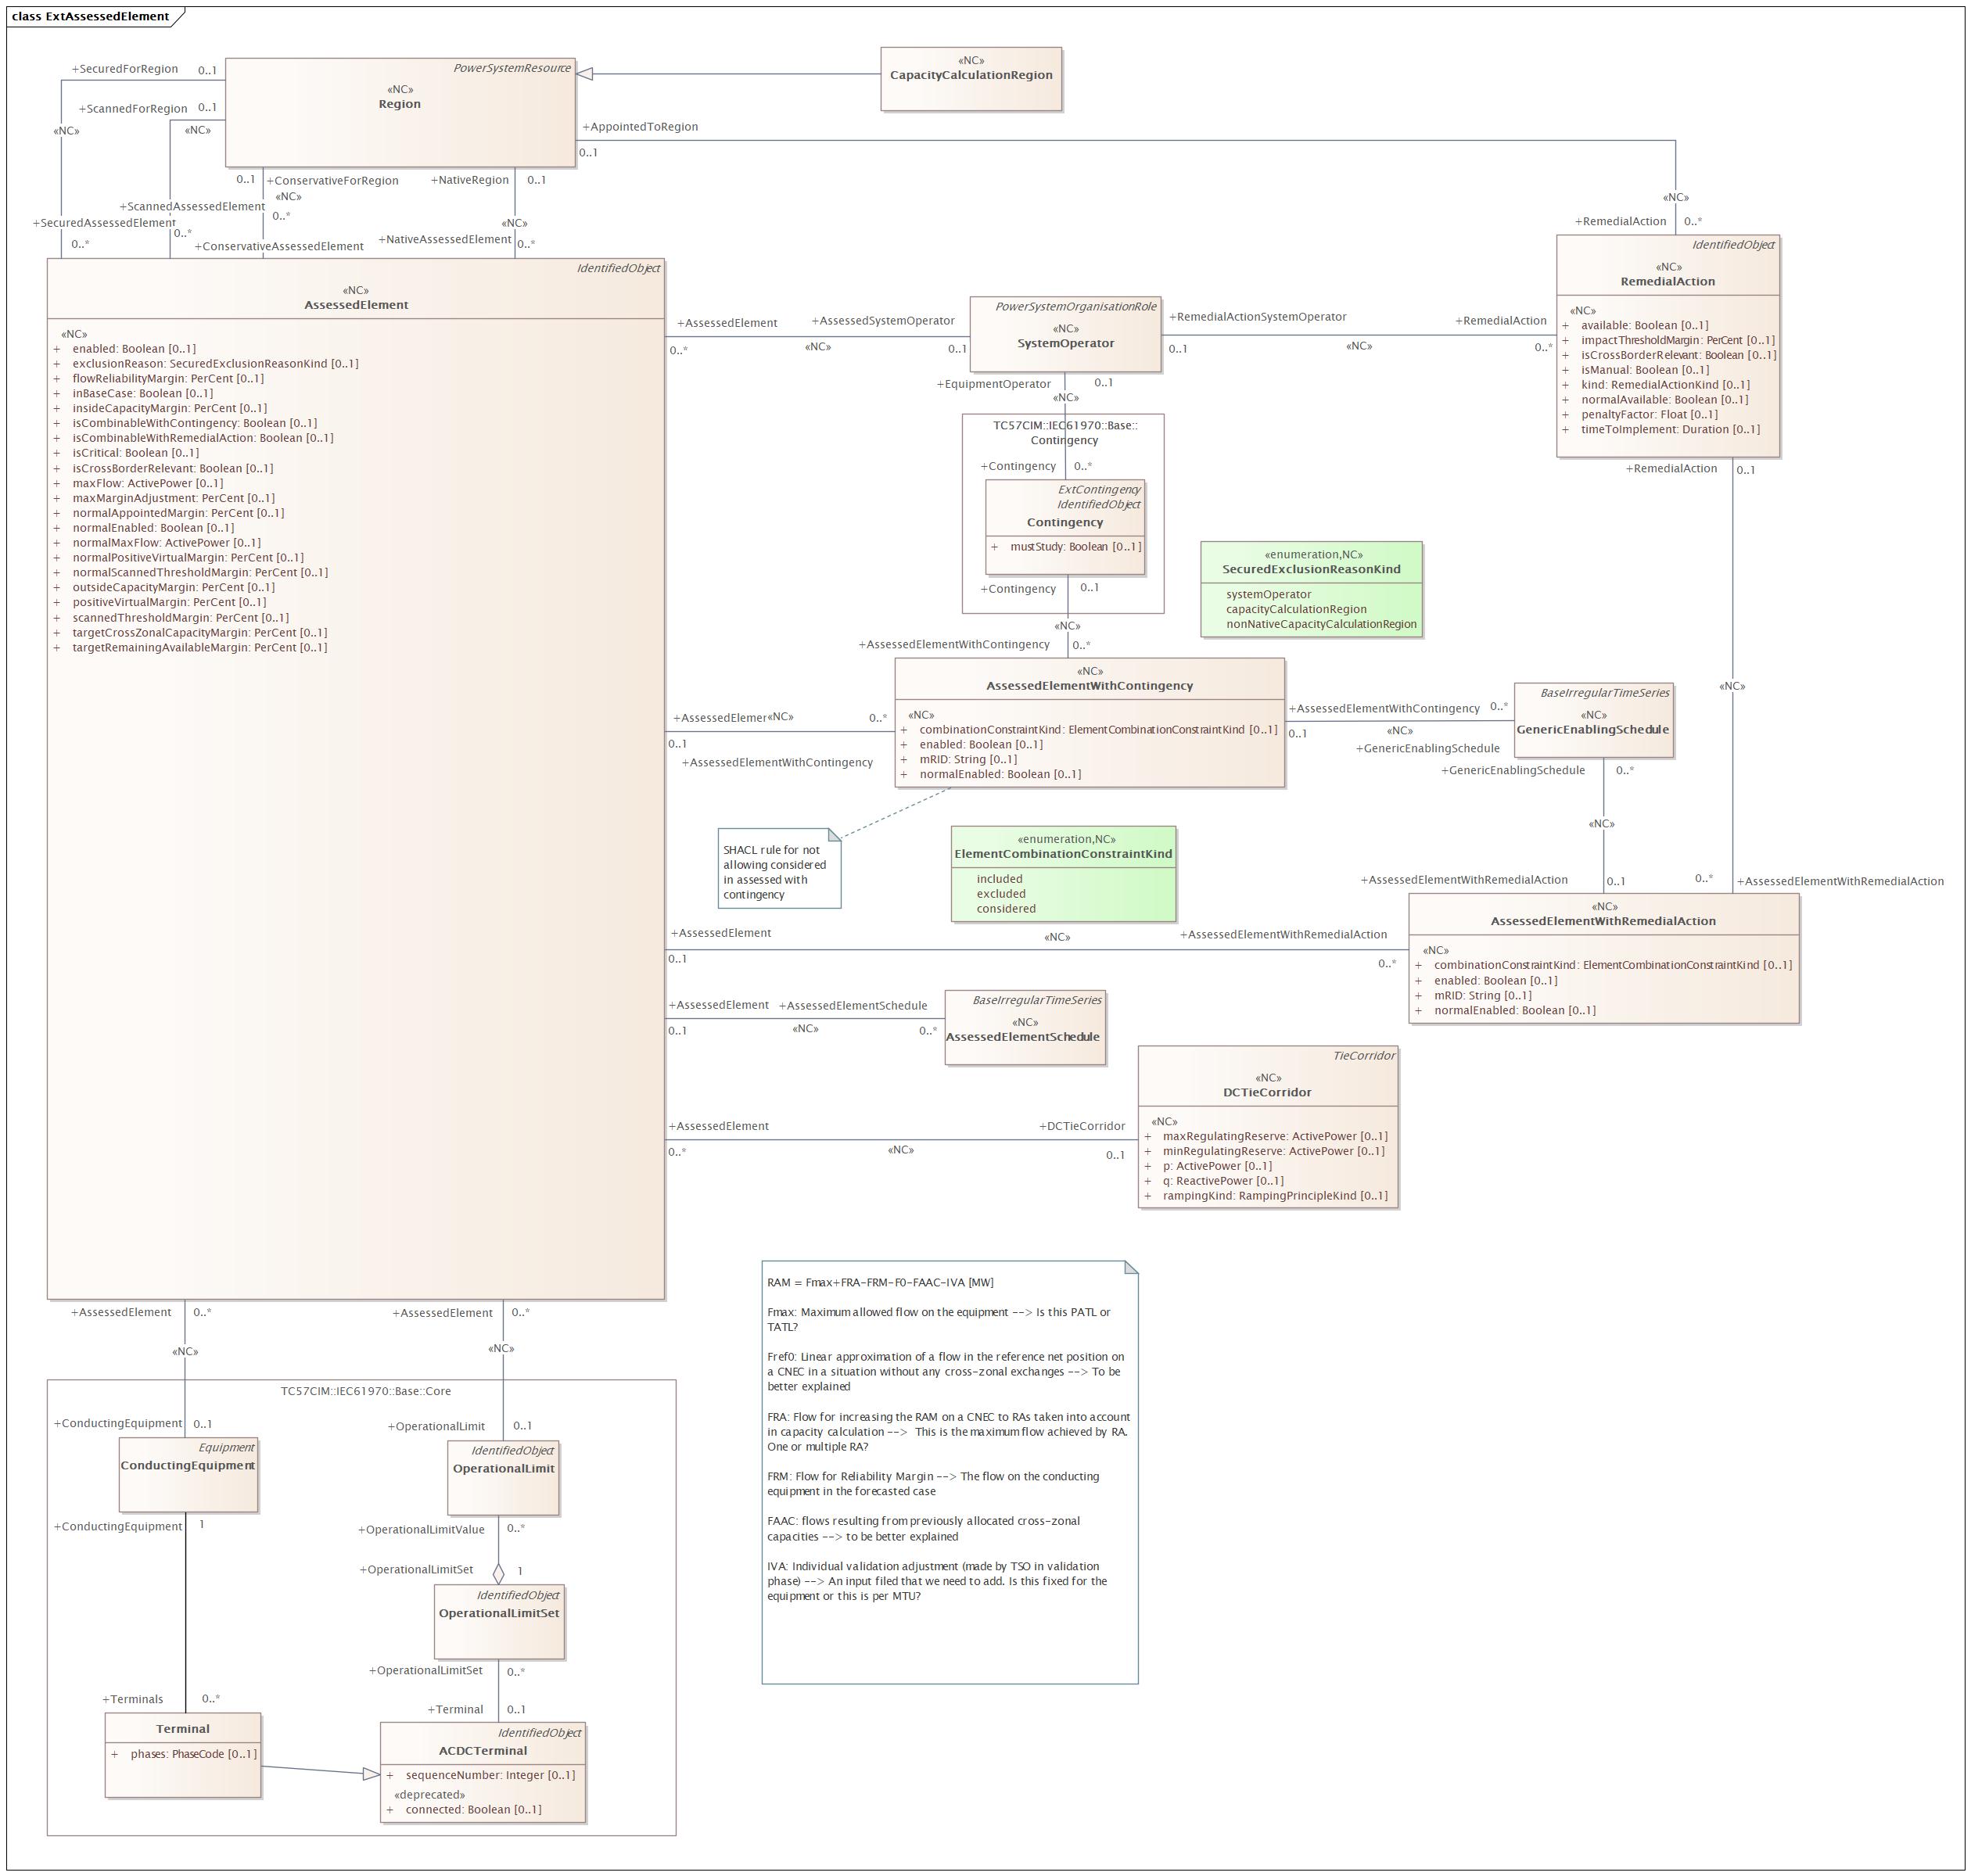 class ExtAssessedElement
+SecuredForRegion 0..1
+ScannedForRegion 0..1
«NC»
«NC»
PowerSystemResource
«NC»
Region
«NC»
CapacityCalculationRegion
+AppointedToRegion
0..1
0..1
+ConservativeForRegion
«NC»
+NativeRegion 0..1
+ScannedAssessedElement
0..*
+SecuredAssessedElement
0..*
0..*
+ConservativeAssessedElement
«NC»
+NativeAssessedElement
0..*
«NC»
+RemedialAction 0..*
IdentifiedObject
«NC»
AssessedElement
«NC»
+ enabled: Boolean [0..1]
+ exclusionReason: SecuredExclusionReasonKind [0..1]
+ flowReliabilityMargin: PerCent [0..1]
+ inBaseCase: Boolean [0..1]
+ insideCapacityMargin: PerCent [0..1]
+ isCombinableWithContingency: Boolean [0..1]
+ isCombinableWithRemedialAction: Boolean [0..1]
+ isCritical: Boolean [0..1]
+ isCrossBorderRelevant: Boolean [0..1]
+ maxFlow: ActivePower [0..1]
+ maxMarginAdjustment: PerCent [0..1]
+ normalAppointedMargin: PerCent [0..1]
+ normalEnabled: Boolean [0..1]
+ normalMaxFlow: ActivePower [0..1]
+ normalPositiveVirtualMargin: PerCent [0..1]
+ normalScannedThresholdMargin: PerCent [0..1]
+ outsideCapacityMargin: PerCent [0..1]
+ positiveVirtualMargin: PerCent [0..1]
+ scannedThresholdMargin: PerCent [0..1]
+ targetCrossZonalCapacityMargin: PerCent [0..1]
+ targetRemainingAvailableMargin: PerCent [0..1]
+AssessedElement
0..*
«NC»
+AssessedSystemOperator
0..1
PowerSystemOrganisationRole
«NC»
SystemOperator
+RemedialActionSystemOperator
0..1
«NC»
+RemedialAction
0..*
IdentifiedObject
«NC»
RemedialAction
«NC»
+ available: Boolean [0..1]
+ impactThresholdMargin: PerCent [0..1]
+ isCrossBorderRelevant: Boolean [0..1]
+ isManual: Boolean [0..1]
+ kind: RemedialActionKind [0..1]
+ normalAvailable: Boolean [0..1]
+ penaltyFactor: Float [0..1]
+ timeToImplement: Duration [0..1]
+RemedialAction 0..1
+EquipmentOperator 0..1
«NC»
TC57CIM::IEC61970::Base::
Contingency
+Contingency 0..*
ExtContingency
IdentifiedObject
Contingency
+ mustStudy: Boolean [0..1]
+Contingency 0..1
«NC»
+AssessedElementWithContingency 0..*
«enumeration,NC»
SecuredExclusionReasonKind
systemOperator
capacityCalculationRegion
nonNativeCapacityCalculationRegion
«NC»
AssessedElementWithContingency
«NC»
+ combinationConstraintKind: ElementCombinationConstraintKind [0..1]
+ enabled: Boolean [0..1]
+ mRID: String [0..1]
+ normalEnabled: Boolean [0..1]
+AssessedElemer «NC» 0..*
0..1
+AssessedElementWithContingency
+AssessedElementWithContingency 0..*
0..1
«NC»
+GenericEnablingSchedule
BaseIrregularTimeSeries
«NC»
GenericEnablingSchedule
+GenericEnablingSchedule 0..*
«NC»
«NC»
SHACL rule for not
allowing considered
in assessed with
contingency
«enumeration,NC»
ElementCombinationConstraintKind
included
excluded
considered
+AssessedElementWithRemedialAction 0..1
0..* +AssessedElementWithRemedialAction
«NC»
AssessedElementWithRemedialAction
«NC»
+ combinationConstraintKind: ElementCombinationConstraintKind [0..1]
+ enabled: Boolean [0..1]
+ mRID: String [0..1]
+ normalEnabled: Boolean [0..1]
+AssessedElement
0..1
«NC»
+AssessedElementWithRemedialAction
0..*
+AssessedElement +AssessedElementSchedule
0..1 «NC» 0..*
BaseIrregularTimeSeries
«NC»
AssessedElementSchedule
+AssessedElement
0..*
«NC»
+DCTieCorridor
0..1
TieCorridor
«NC»
DCTieCorridor
«NC»
+ maxRegulatingReserve: ActivePower [0..1]
+ minRegulatingReserve: ActivePower [0..1]
+ p: ActivePower [0..1]
+ q: ReactivePower [0..1]
+ rampingKind: RampingPrincipleKind [0..1]
RAM = Fmax+FRA-FRM-F0-FAAC-IVA [MW]
Fmax: Maximum allowed flow on the equipment --> Is this PATL or
TATL?
Fref0: Linear approximation of a flow in the reference net position on
a CNEC in a situation without any cross-zonal exchanges --> To be
better explained
FRA: Flow for increasing the RAM on a CNEC to RAs taken into account
in capacity calculation --> This is the maximum flow achieved by RA.
One or multiple RA?
FRM: Flow for Reliability Margin --> The flow on the conducting
equipment in the forecasted case
FAAC: flows resulting from previously allocated cross-zonal
capacities --> to be better explained
IVA: Individual validation adjustment (made by TSO in validation
phase) --> An input filed that we need to add. Is this fixed for the
equipment or this is per MTU?
+AssessedElement 0..*
+AssessedElement 0..*
«NC»
«NC»
TC57CIM::IEC61970::Base::Core
+ConductingEquipment 0..1
+OperationalLimit 0..1
Equipment
ConductingEquipment
IdentifiedObject
OperationalLimit
+ConductingEquipment 1
+OperationalLimitValue 0..*
+OperationalLimitSet 1
IdentifiedObject
OperationalLimitSet
+OperationalLimitSet 0..*
+Terminals 0..*
+Terminal 0..1
Terminal
+ phases: PhaseCode [0..1]
IdentifiedObject
ACDCTerminal
+ sequenceNumber: Integer [0..1]
«deprecated»
+ connected: Boolean [0..1]